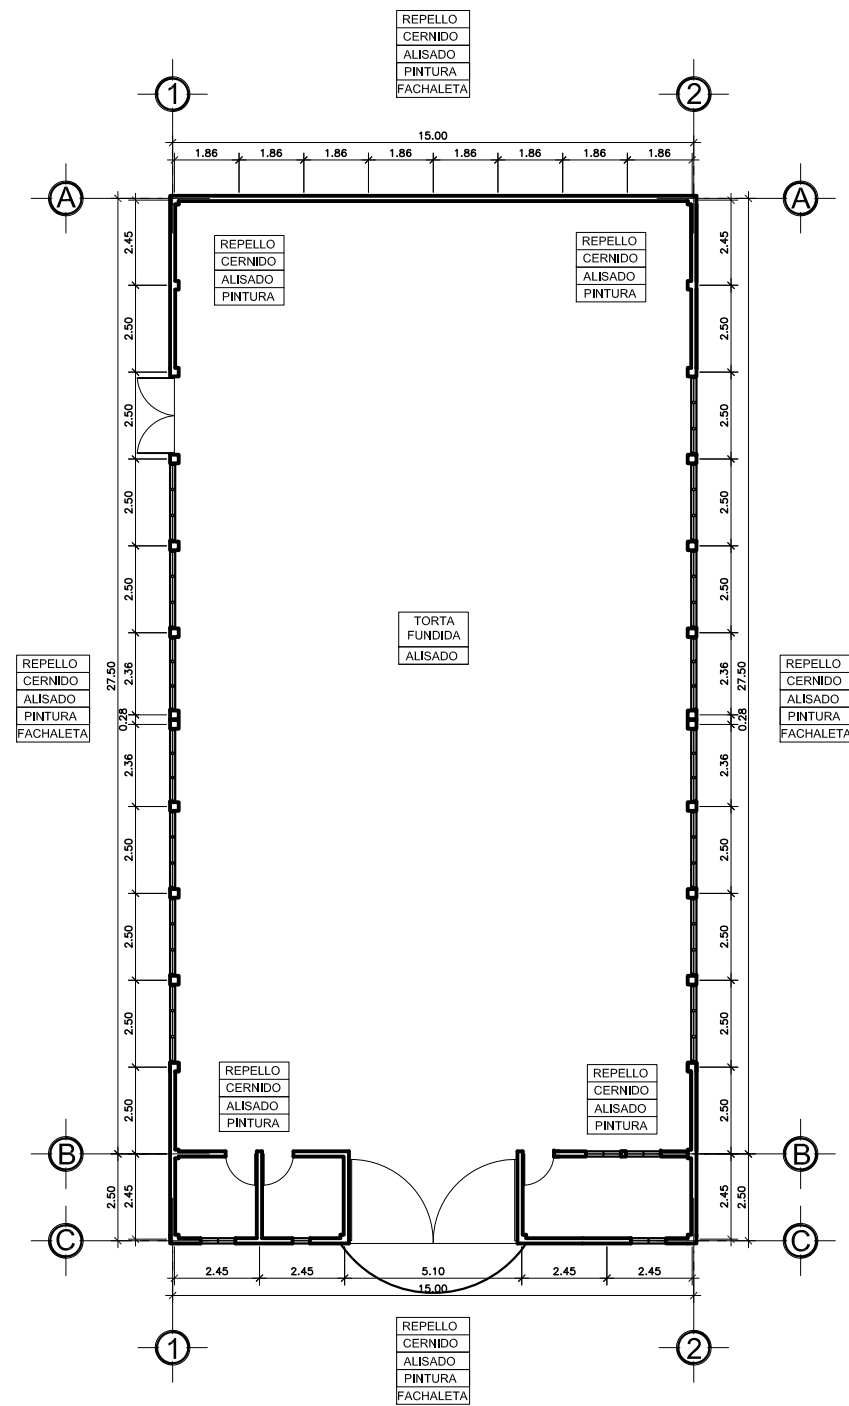 REPELLO
CERNIDO
ALISADO
PINTURA
FACHALETA
1
2
15.00
1.86 1.86 1.86 1.86 1.86 1.86 1.86 1.86
A
A
2.45
2.45
REPELLO
CERNIDO
ALISADO
PINTURA
REPELLO
CERNIDO
ALISADO
PINTURA
2.50
2.50
2.50
2.50
2.50
2.50
2.50
2.50
TORTA
FUNDIDA
ALISADO
REPELLO
CERNIDO
ALISADO
PINTURA
FACHALETA
27.50
2.36
0.28
2.36
2.36
27.50
0.28
2.36
REPELLO
CERNIDO
ALISADO
PINTURA
FACHALETA
2.50
2.50
2.50
2.50
2.50
2.50
2.50
2.50
REPELLO
CERNIDO
ALISADO
PINTURA
REPELLO
CERNIDO
ALISADO
PINTURA
B
B
2.50
2.45
2.45
2.50
C
C
2.45 2.45 5.10 2.45 2.45
15.00
1
2
REPELLO
CERNIDO
ALISADO
PINTURA
FACHALETA